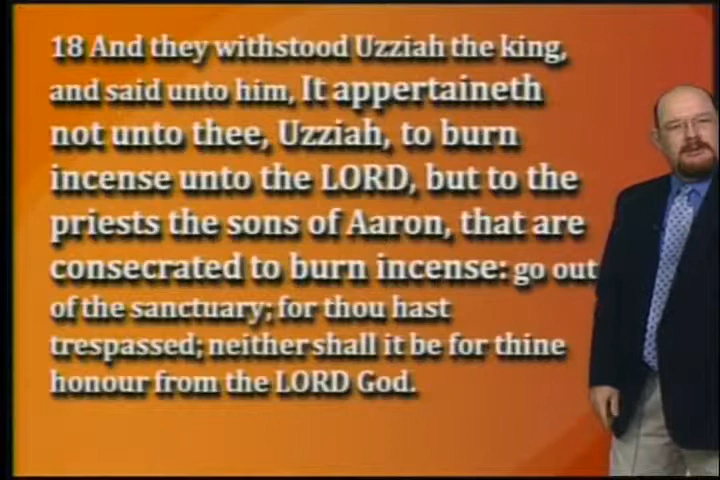 18 And they withstood Uzziah the king,
and said unto him, It appertaineth
not unto thee, Uzziah, to burn
incense unto the LORD, but to the
priests the sons of Aaron, that are
consecrated to burn incense: go out
of the sanctuary; for thou hast
trespassed; neither shall it be for thine
honour from the LORD God.